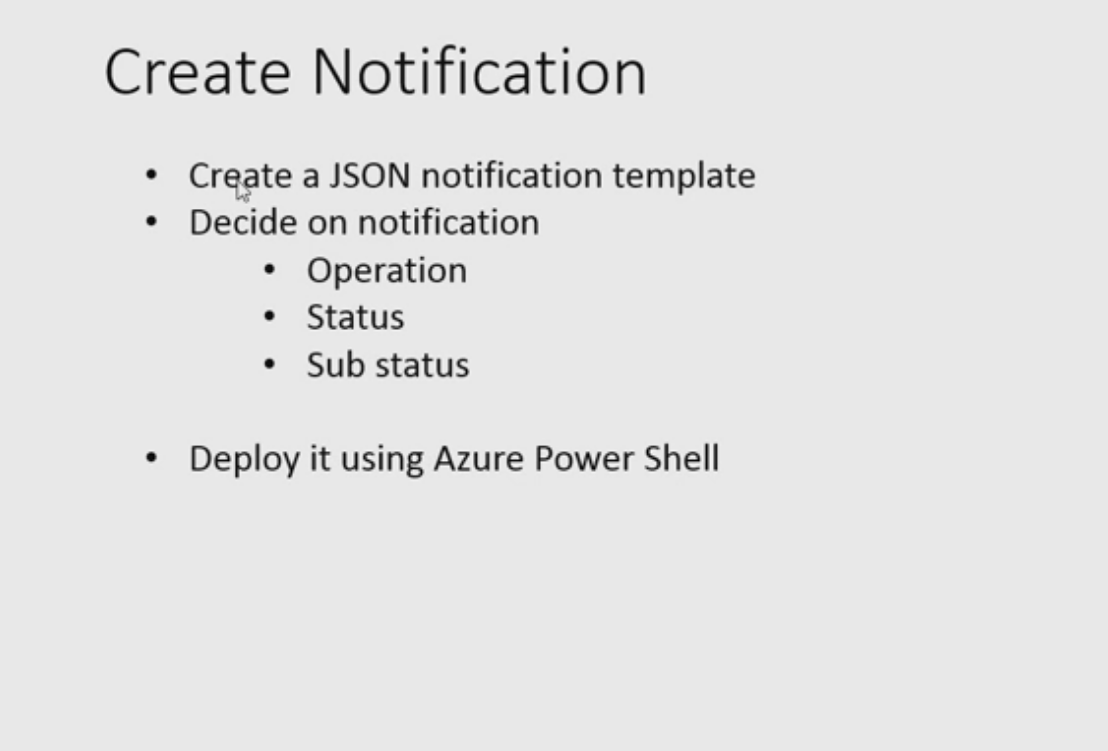 Create Notification
• Create a JSON notification template
• Decide on notification
• Operation
• Status
• Sub status
• Deploy it using Azure Power Shell